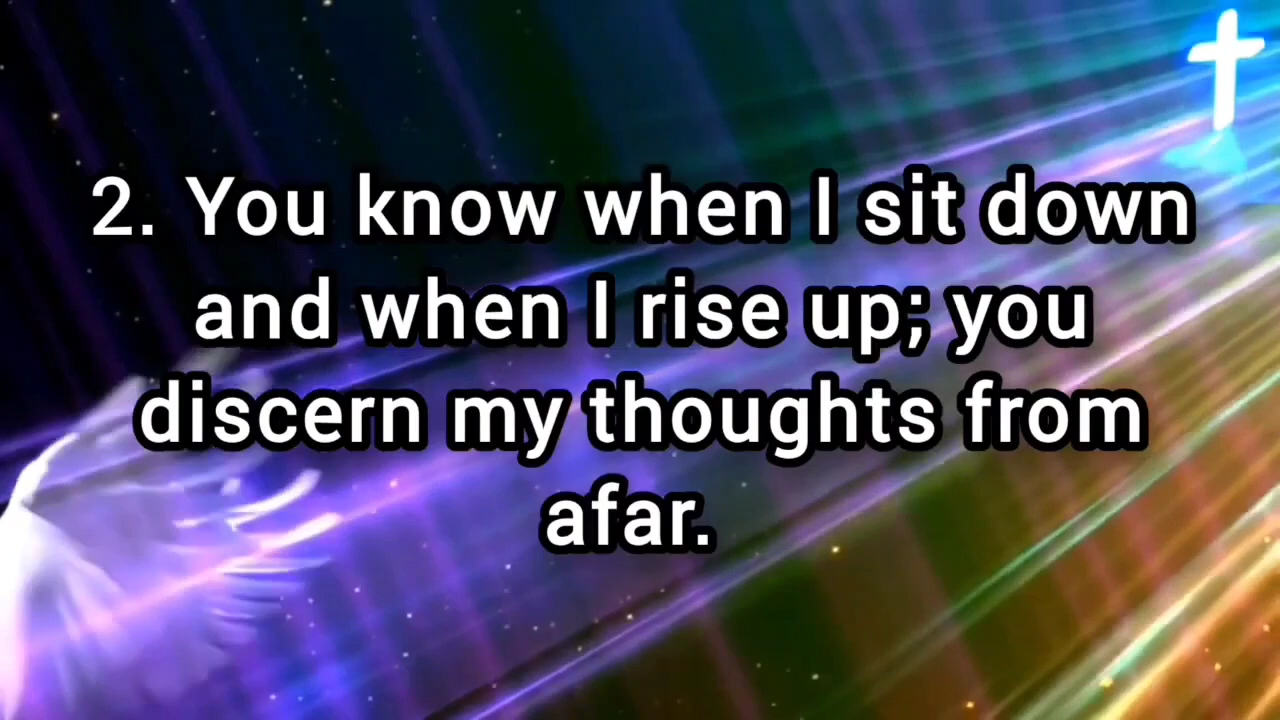 2. You know when I sit down
and when I rise up; you
discern my thoughts from
afar.